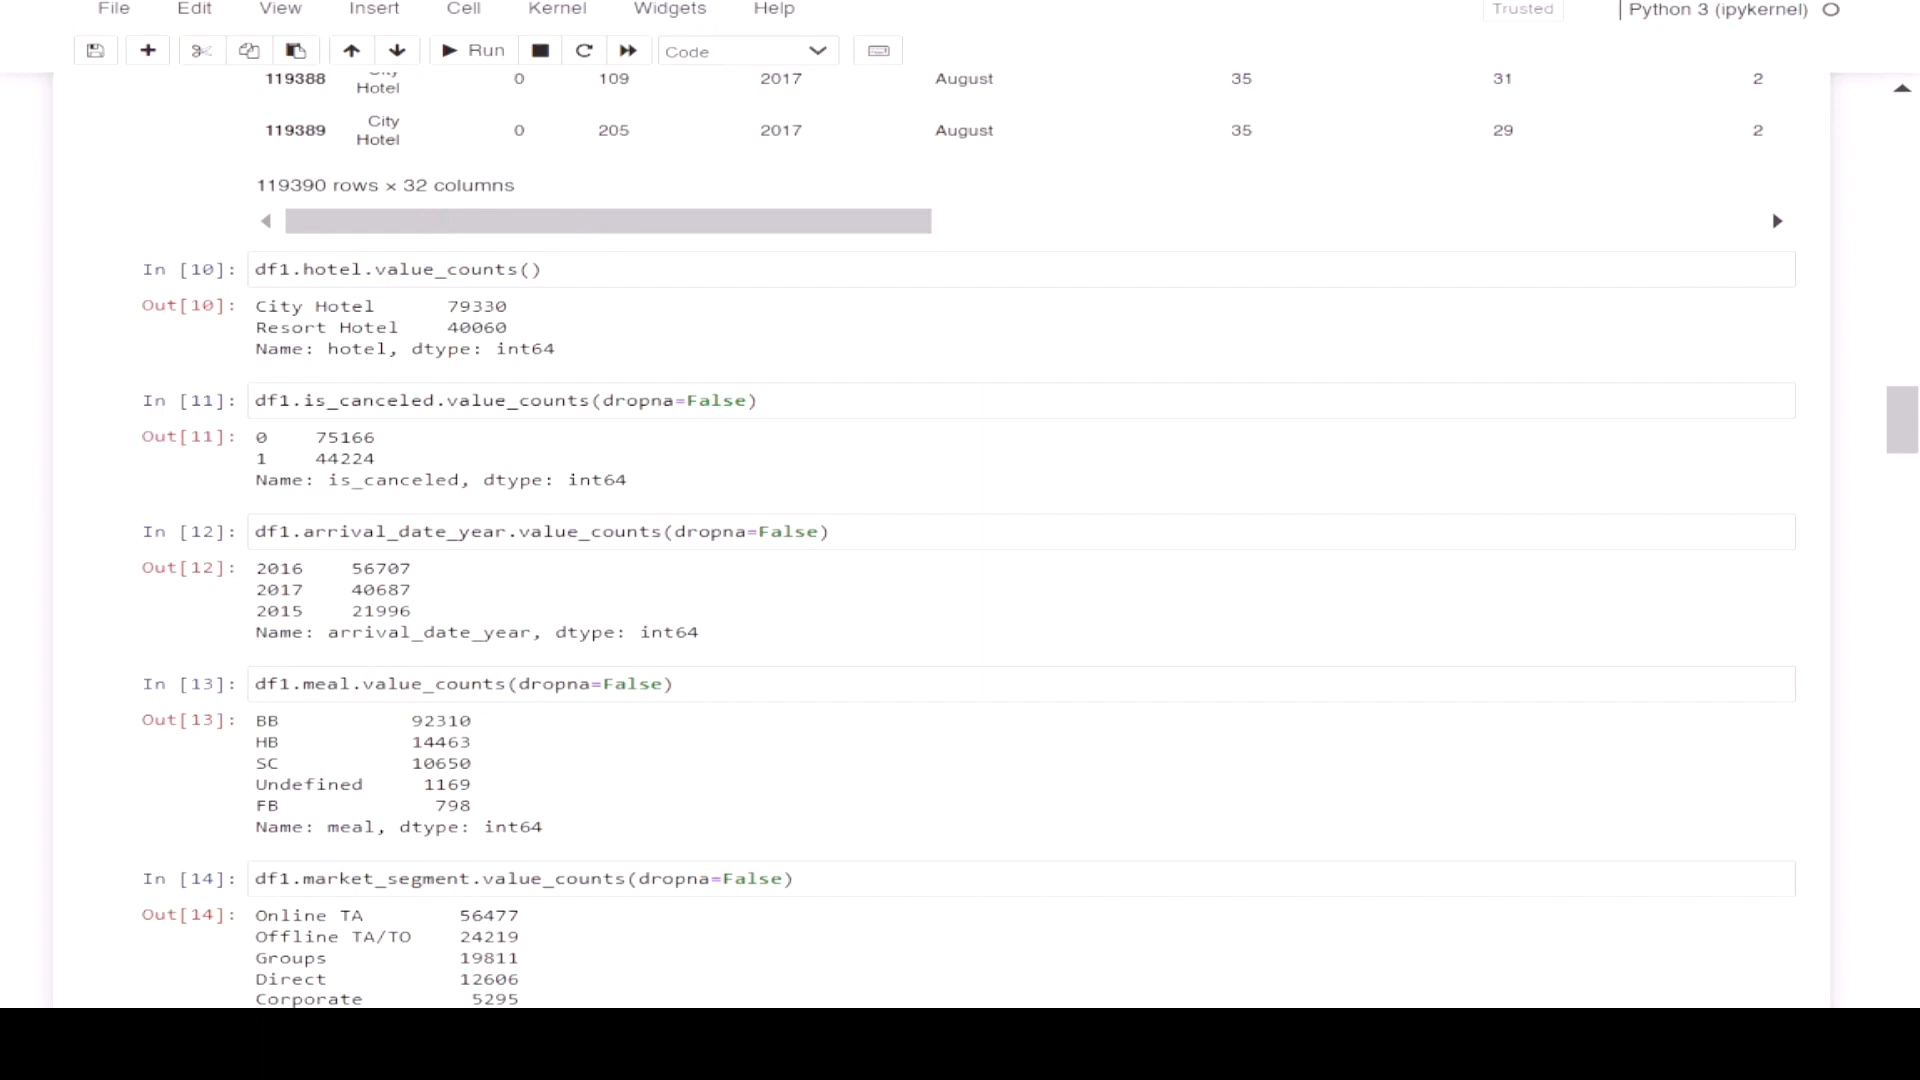 File Edit View Insert Cell Kernel Widgets Help Trusted Python 3 (ipykernel)
Run Code
119388 City Hotel 0 109 2017 August 35 31 2
119389 City Hotel 0 205 2017 August 35 29 2
119390 rows × 32 columns
In [10]: df1.hotel.value_counts()
Out[10]: City Hotel 79330
Resort Hotel 40060
Name: hotel, dtype: int64
In [11]: df1.is_canceled.value_counts(dropna=False)
Out[11]: 0 75166
1 44224
Name: is_canceled, dtype: int64
In [12]: df1.arrival_date_year.value_counts(dropna=False)
Out[12]: 2016 56707
2017 40687
2015 21996
Name: arrival_date_year, dtype: int64
In [13]: df1.meal.value_counts(dropna=False)
Out[13]: BB 92310
HB 14463
SC 10650
Undefined 1169
FB 798
Name: meal, dtype: int64
In [14]: df1.market_segment.value_counts(dropna=False)
Out[14]: Online TA 56477
Offline TA/TO 24219
Groups 19811
Direct 12606
Corporate 5295